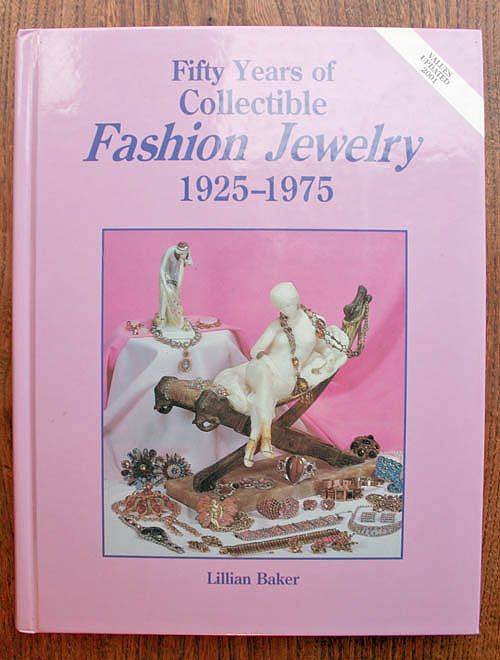 VALUES
UPDATED
2001
Fifty Years of
Collectible
Fashion Jewelry
1925–1975
Lillian Baker